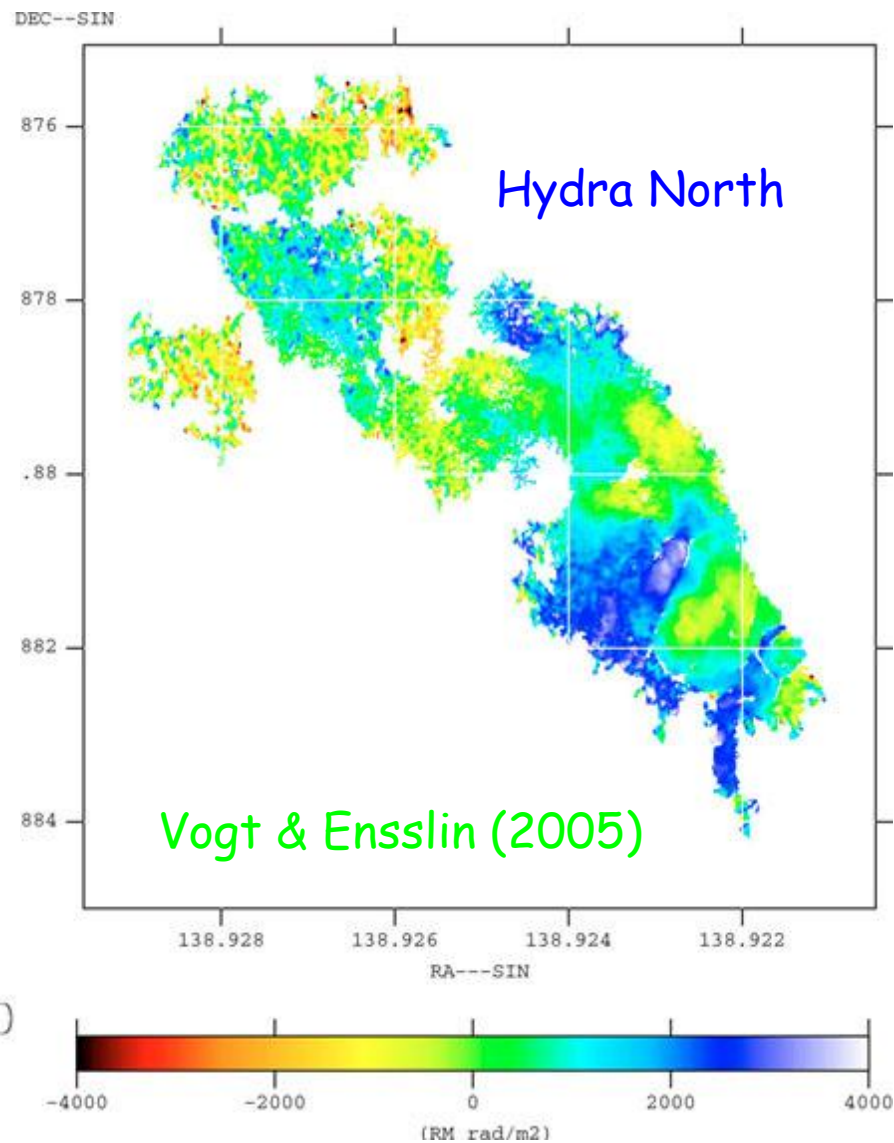 DEC--SIN
876
Hydra North
878
.88
882
Vogt & Ensslin (2005)
884
138.928 138.926 138.924 138.922
RA---SIN
)
-4000 -2000 0 2000 4000
(RM rad/m2)